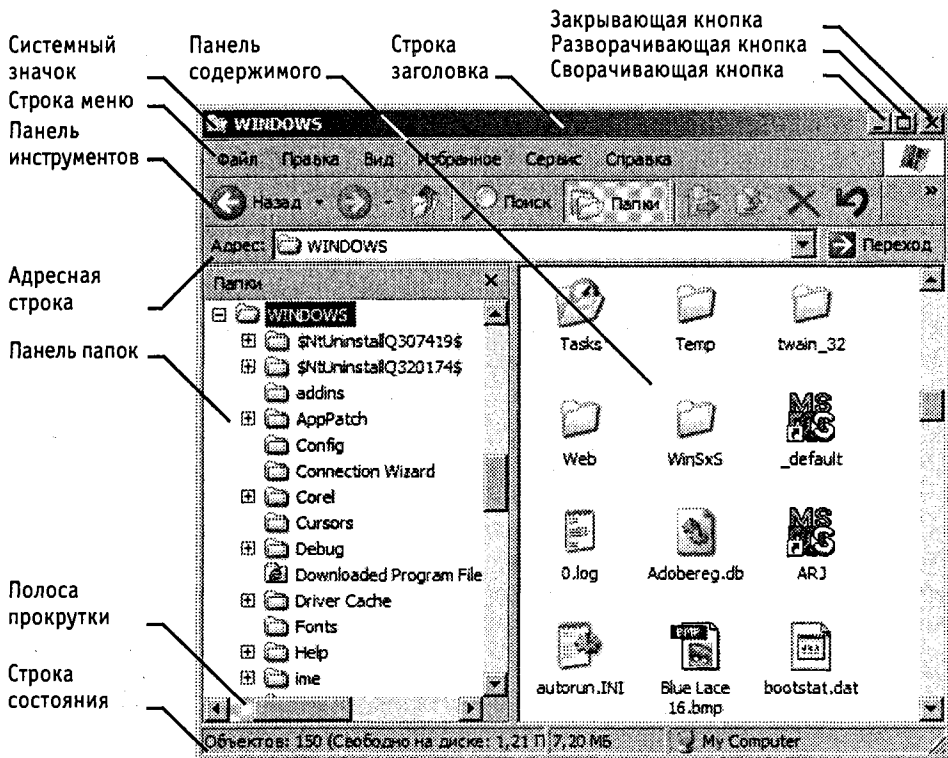 Закрывающая кнопка
Разворачивающая кнопка
Сворачивающая кнопка
Системный
значок
Панель
содержимого
Строка
заголовка
Строка меню
Панель
инструментов
Адресная
строка
Панель папок
Полоса
прокрутки
Строка
состояния
WINDOWS
Файл Правка Вид Избранное Сервис Справка
Назад Поиск Папки »
Адрес: WINDOWS Переход
Папки
WINDOWS
$NtUninstallQ307419$
$NtUninstallQ320174$
addins
AppPatch
Config
Connection Wizard
Corel
Cursors
Debug
Downloaded Program File
Driver Cache
Fonts
Help
ime
Tasks Temp twain_32
Web WinSxS _default
0.log Adobereg.db ARJ
autorun.INI Blue Lace
16.bmp
bootstat.dat
Объектов: 150 (Свободно на диске: 1,21 П 7,20 МБ My Computer